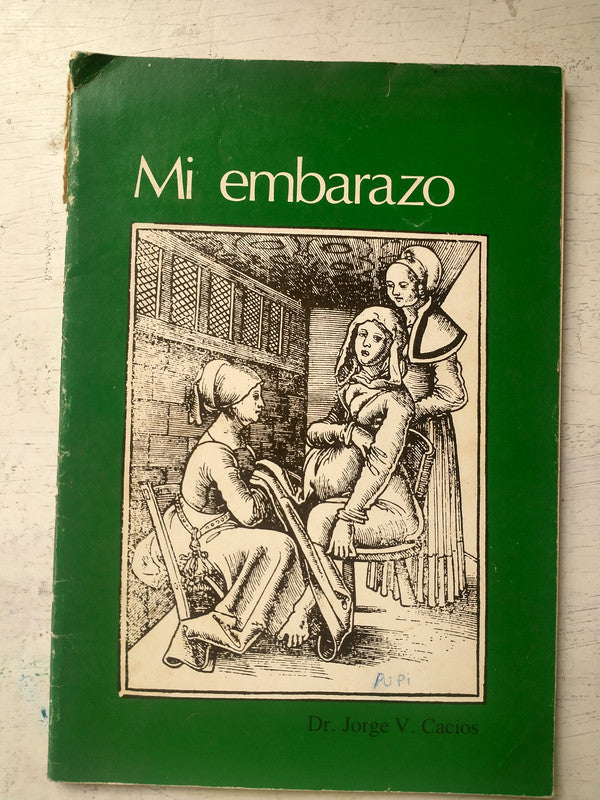 Mi embarazo
PUPi
Dr. Jorge V. Cacios